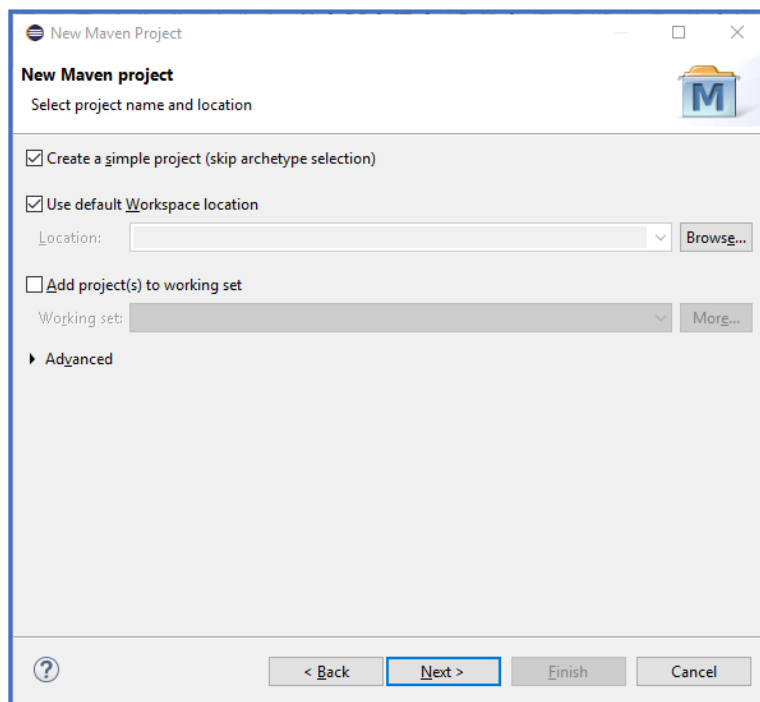 New Maven Project
New Maven project
Select project name and location
M
Create a simple project (skip archetype selection)
Use default Workspace location
Location:
Browse...
Add project(s) to working set
Working set:
More...
Advanced
?
< Back
Next >
Finish
Cancel